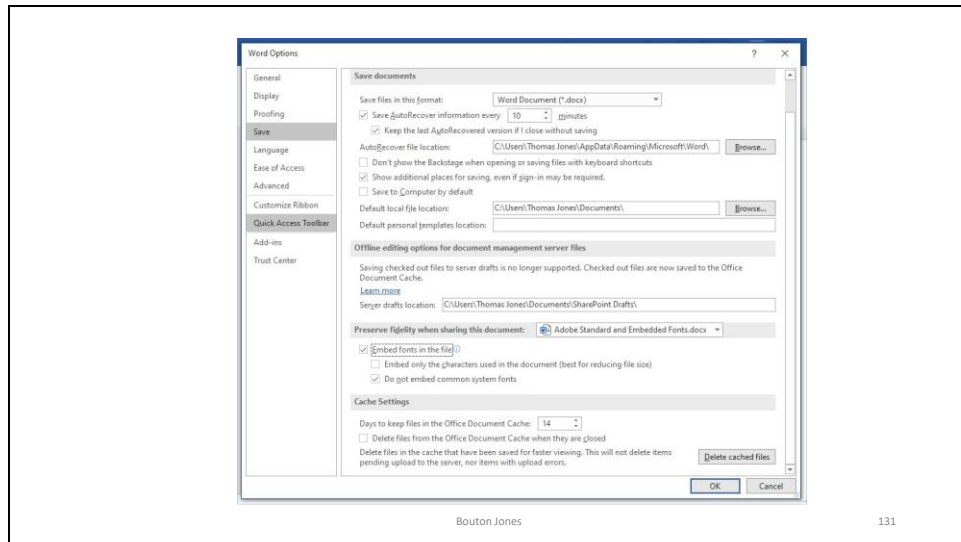 Word Options
General
Display
Proofing
Save
Language
Ease of Access
Advanced
Customize Ribbon
Quick Access Toolbar
Add-ins
Trust Center
Save documents
Save files in this format: Word Document (*.docx)
Save AutoRecover information every 10 minutes
Keep the last AutoRecovered version if I close without saving
AutoRecover file location: C:\Users\Thomas Jones\AppData\Roaming\Microsoft\Word\ Browse...
Don't show the Backstage when opening or saving files with keyboard shortcuts
Show additional places for saving, even if sign-in may be required.
Save to Computer by default
Default local file location: C:\Users\Thomas Jones\Documents\ Browse...
Default personal templates location:
Offline editing options for document management server files
Saving checked out files to server drafts is no longer supported. Checked out files are now saved to the Office
Document Cache.
Learn more
Server drafts location: C:\Users\Thomas Jones\Documents\SharePoint Drafts\
Preserve fidelity when sharing this document: Adobe Standard and Embedded Fonts.docx
Embed fonts in the file
Embed only the characters used in the document (best for reducing file size)
Do not embed common system fonts
Cache Settings
Days to keep files in the Office Document Cache: 14
Delete files from the Office Document Cache when they are closed
Delete files in the cache that have been saved for faster viewing. This will not delete items
pending upload to the server, nor items with upload errors.
Delete cached files
OK Cancel
Bouton Jones 131